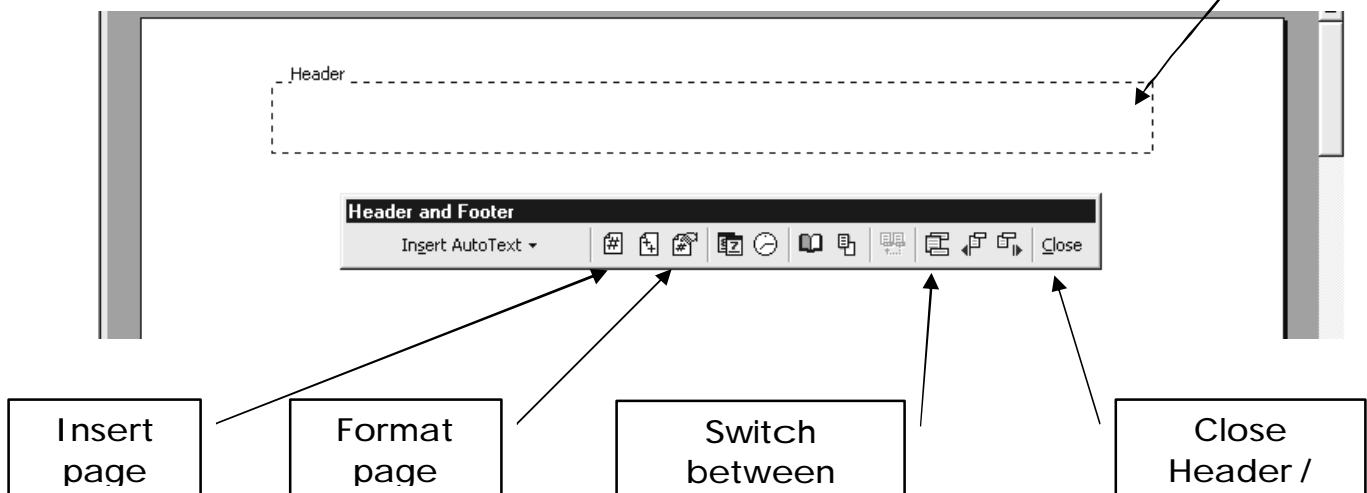 Header
Header and Footer
Insert AutoText
Close
Insert
page
Format
page
Switch
between
Close
Header /